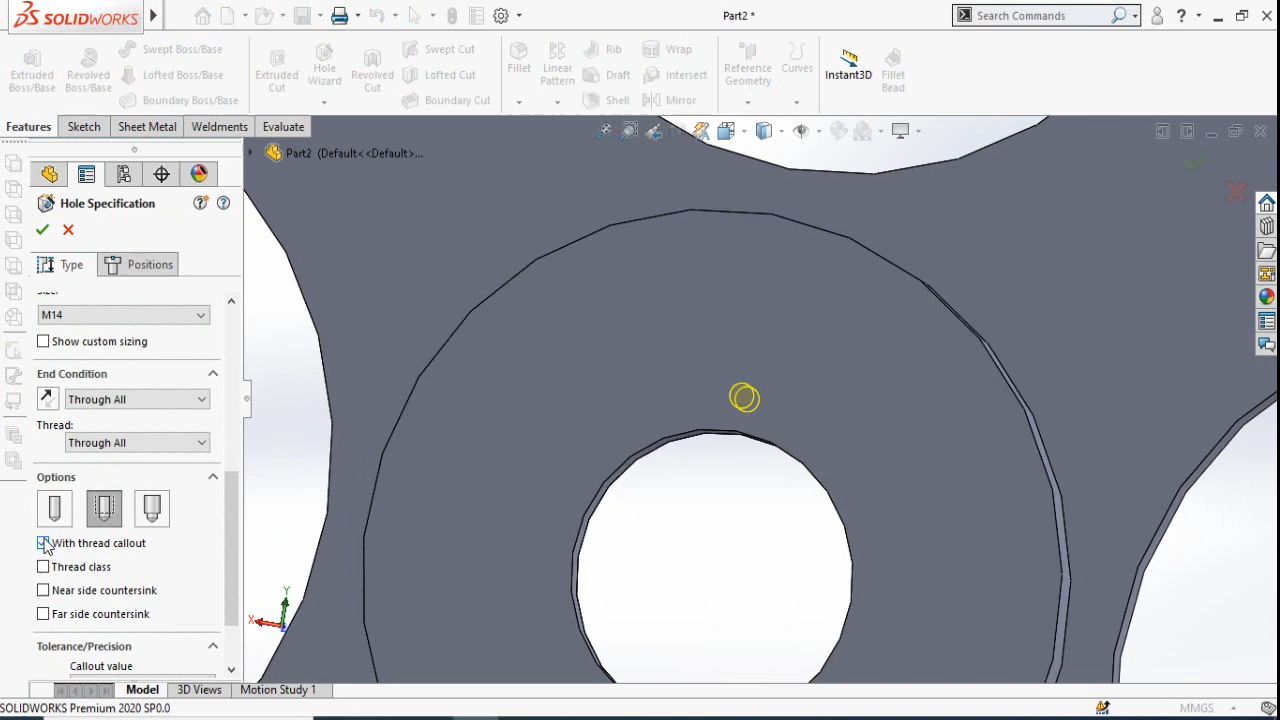 SOLIDWORKS
Part2 *
Search Commands
Extruded Boss/Base
Revolved Boss/Base
Swept Boss/Base
Lofted Boss/Base
Boundary Boss/Base
Extruded Cut
Hole Wizard
Revolved Cut
Swept Cut
Lofted Cut
Boundary Cut
Fillet
Linear Pattern
Rib
Draft
Shell
Wrap
Intersect
Mirror
Reference Geometry
Curves
Instant3D
Fillet Bead
Features
Sketch
Sheet Metal
Weldments
Evaluate
Part2 (Default<<Default>...
Hole Specification
Type
Positions
M14
Show custom sizing
End Condition
Through All
Thread:
Through All
Options
With thread callout
Thread class
Near side countersink
Far side countersink
Tolerance/Precision
Callout value
Y
X
Model
3D Views
Motion Study 1
SOLIDWORKS Premium 2020 SP0.0
MMGS